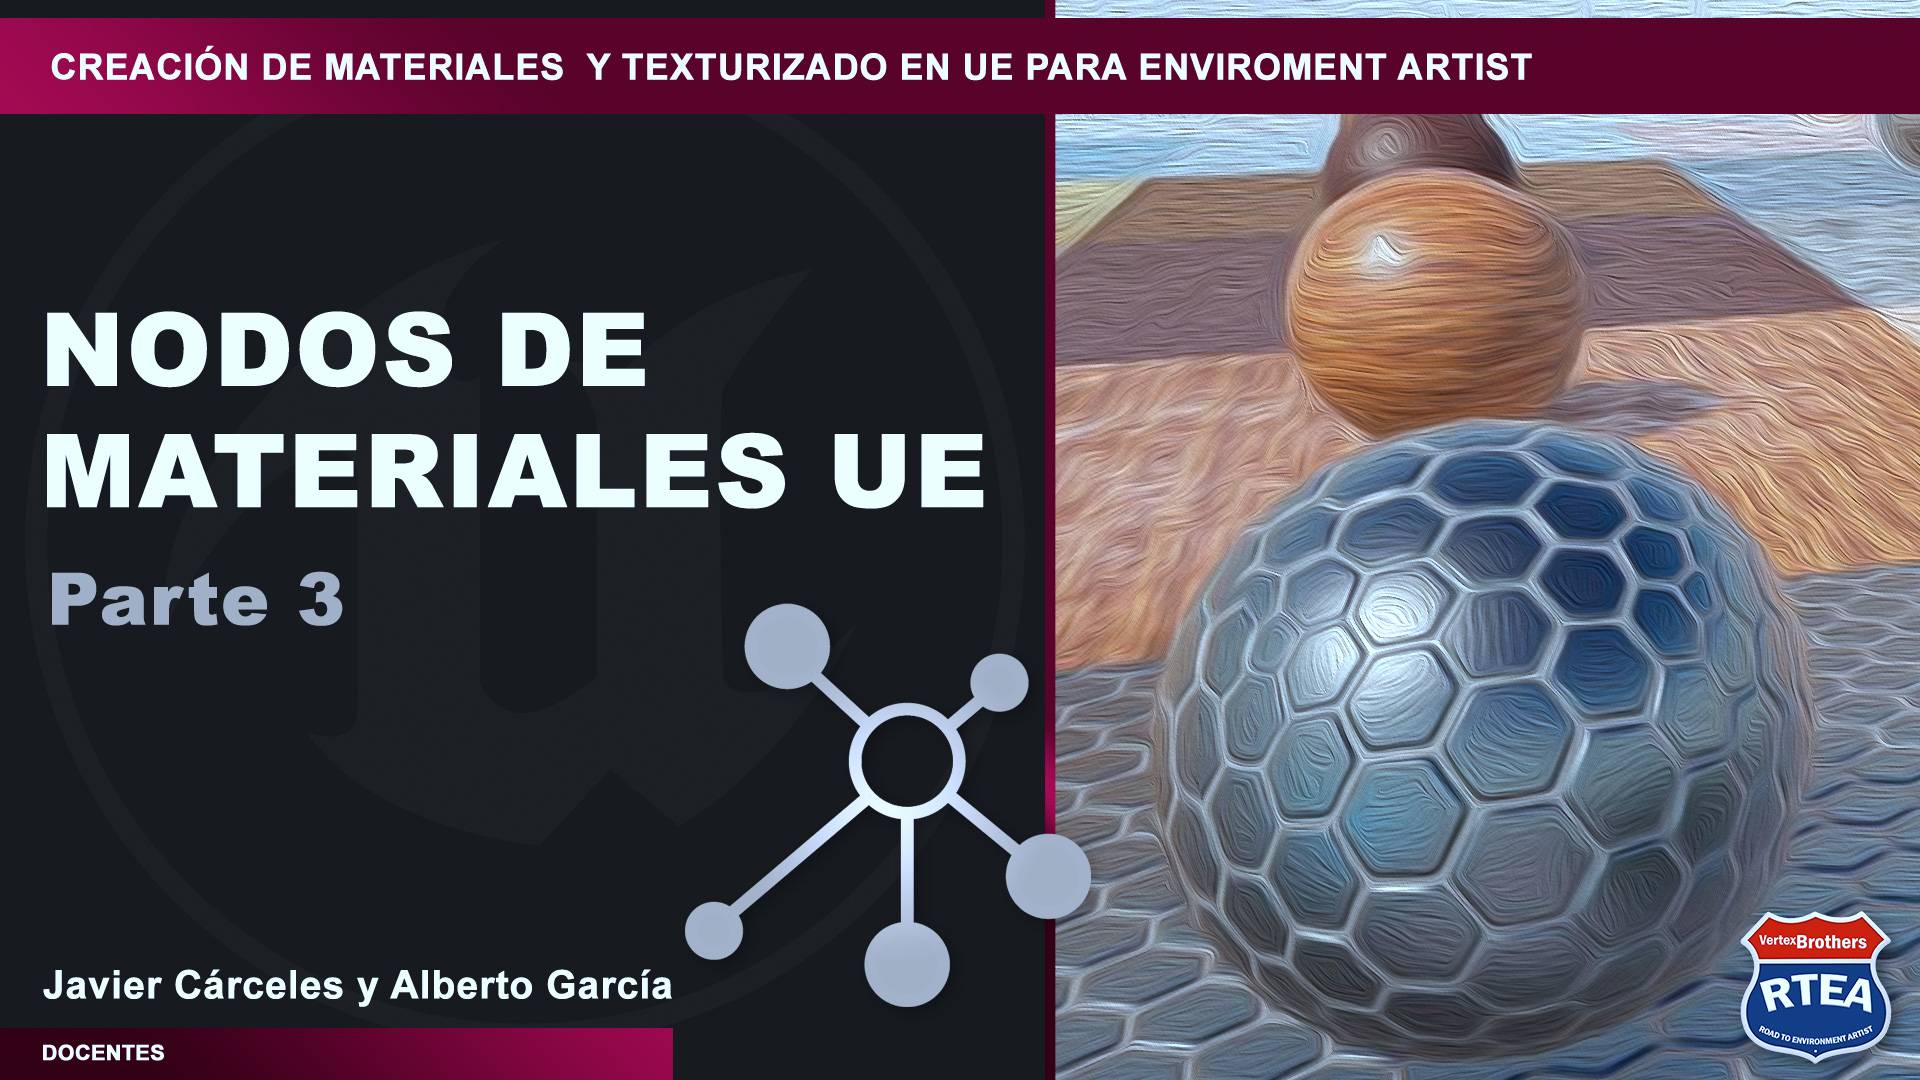 CREACIÓN DE MATERIALES Y TEXTURIZADO EN UE PARA ENVIROMENT ARTIST
NODOS DE
MATERIALES UE
Parte 3
Javier Cárceles y Alberto García
DOCENTES
VertexBrothers
RTEA
ROAD TO ENVIRONMENT ARTIST